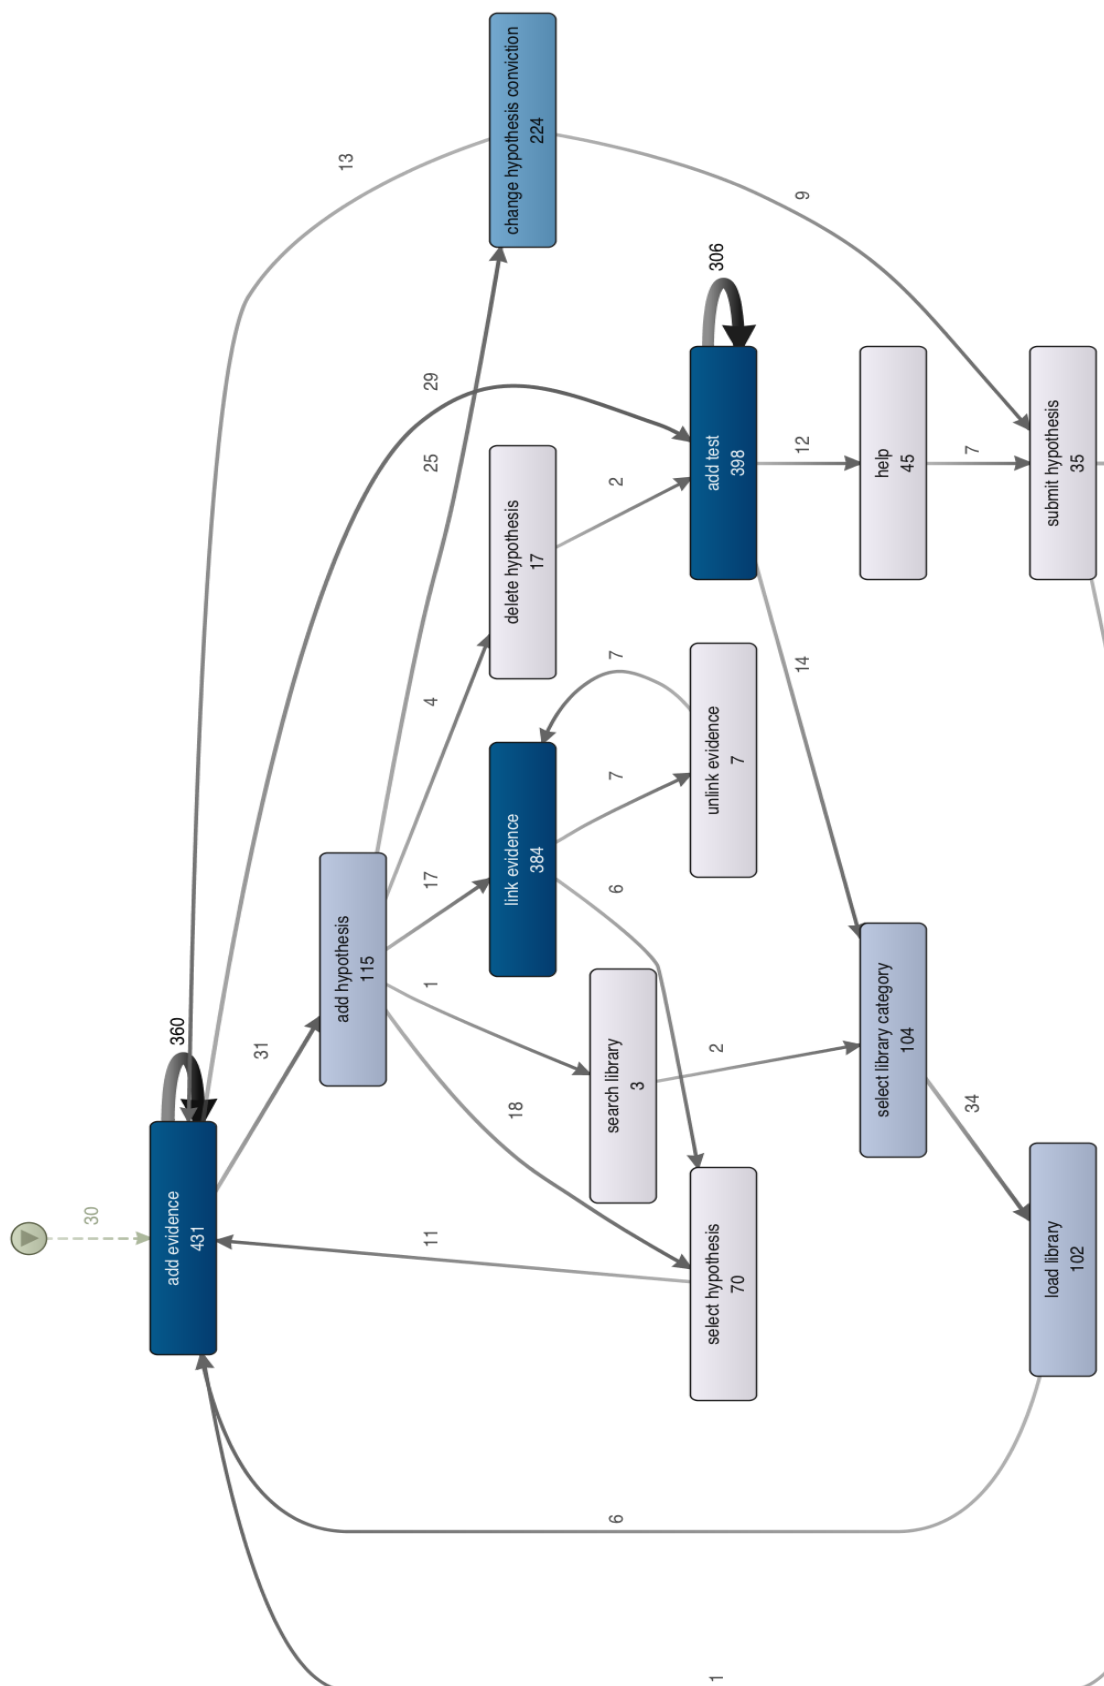 30
add evidence
431
360
31
add hypothesis
115
13
change hypothesis conviction
224
29
25
4
17
1
18
11
delete hypothesis
17
2
link evidence
384
7
7
6
unlink evidence
7
search library
3
2
select hypothesis
70
add test
398
306
12
14
9
help
45
7
select library category
104
34
submit hypothesis
35
load library
102
6
1